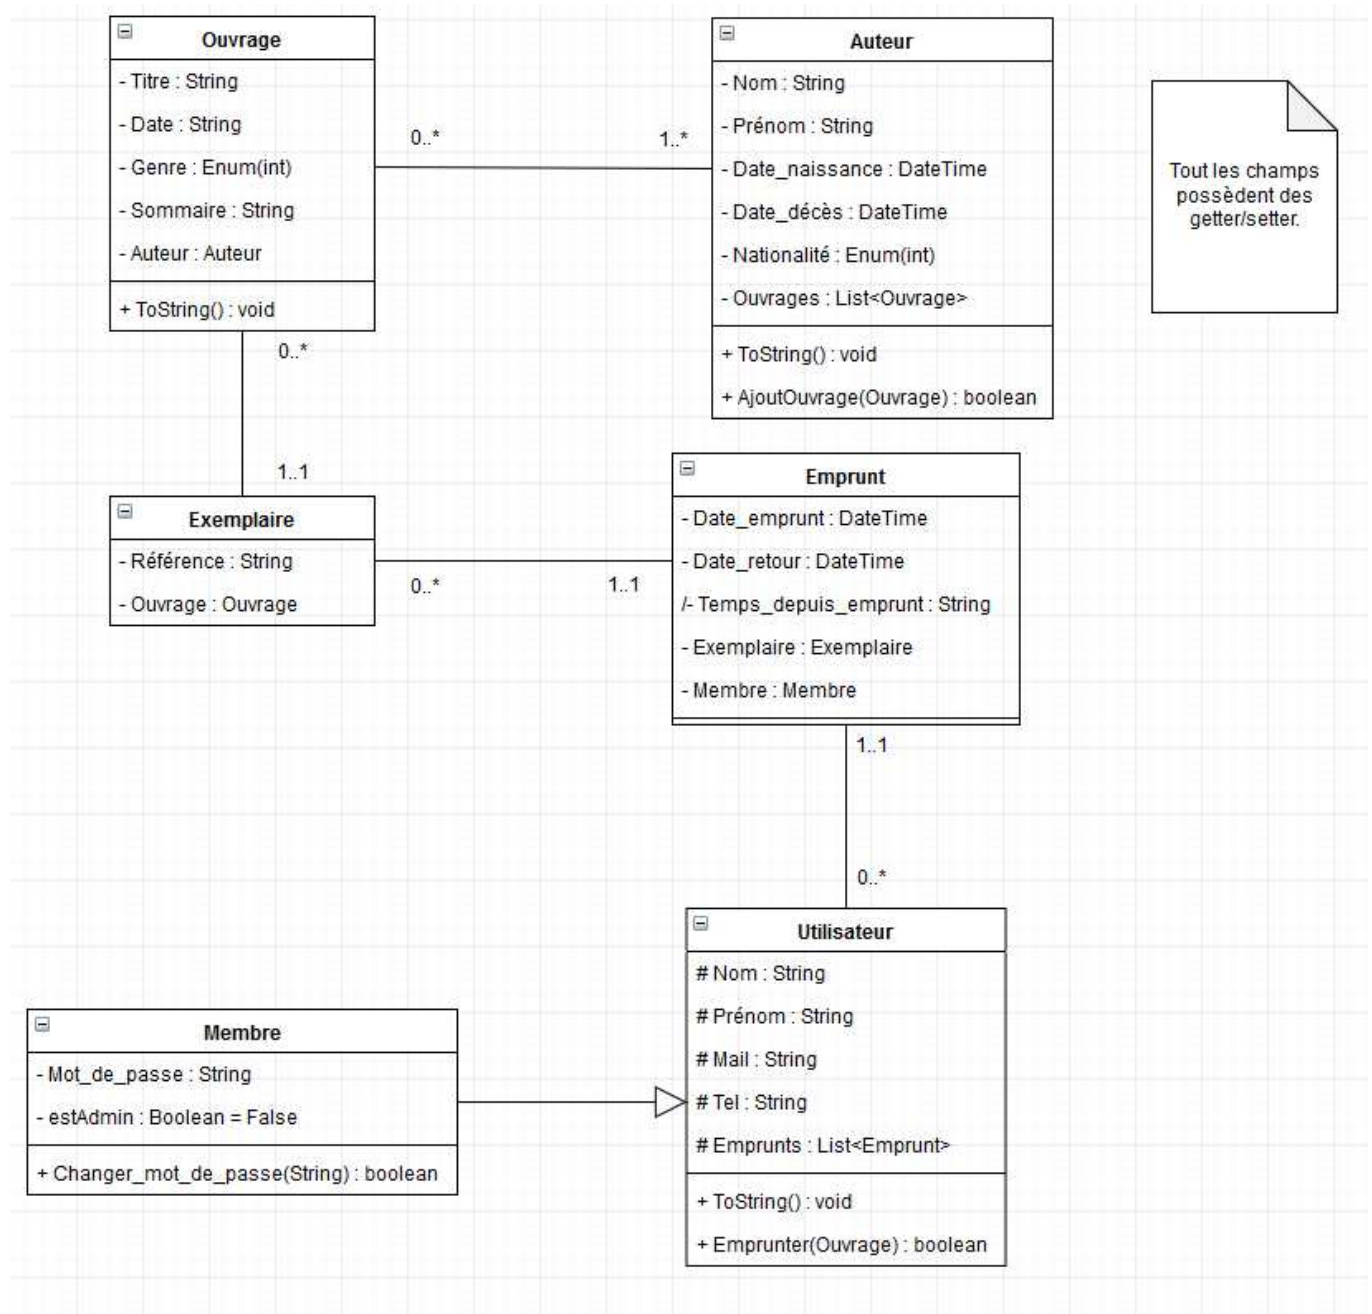 Ouvrage
- Titre : String
- Date : String
- Genre : Enum(int)
- Sommaire : String
- Auteur : Auteur
+ ToString() : void
0..*
1..*
Auteur
- Nom : String
- Prénom : String
- Date_naissance : DateTime
- Date_décès : DateTime
- Nationalité : Enum(int)
- Ouvrages : List<Ouvrage>
+ ToString() : void
+ AjoutOuvrage(Ouvrage) : boolean
Tout les champs
possèdent des
getter/setter.
0..*
1..1
Exemplaire
- Référence : String
- Ouvrage : Ouvrage
0..*
1..1
Emprunt
- Date_emprunt : DateTime
- Date_retour : DateTime
/- Temps_depuis_emprunt : String
- Exemplaire : Exemplaire
- Membre : Membre
1..1
0..*
Utilisateur
# Nom : String
# Prénom : String
# Mail : String
# Tel : String
# Emprunts : List<Emprunt>
+ ToString() : void
+ Emprunter(Ouvrage) : boolean
Membre
- Mot_de_passe : String
- estAdmin : Boolean = False
+ Changer_mot_de_passe(String) : boolean